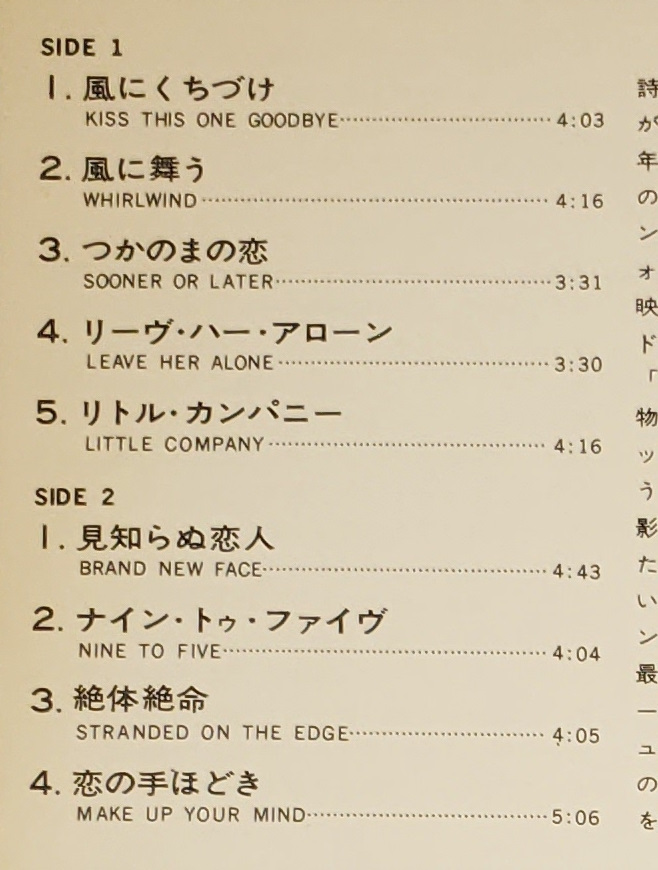 SIDE 1
1. 風にくちづけ
KISS THIS ONE GOODBYE 4:03
2. 風に舞う
WHIRLWIND 4:16
3. つかのまの恋
SOONER OR LATER 3:31
4. リーヴ・ハー・アローン
LEAVE HER ALONE 3:30
5. リトル・カンパニー
LITTLE COMPANY 4:16
SIDE 2
1. 見知らぬ恋人
BRAND NEW FACE 4:43
2. ナイン・トゥ・ファイヴ
NINE TO FIVE 4:04
3. 絶体絶命
STRANDED ON THE EDGE 4:05
4. 恋の手ほどき
MAKE UP YOUR MIND 5:06
詩
が
年
の
ン
ォ
映
ド
「
物
ッ
う
影
た
い
ン
最
ー
ュ
の
を